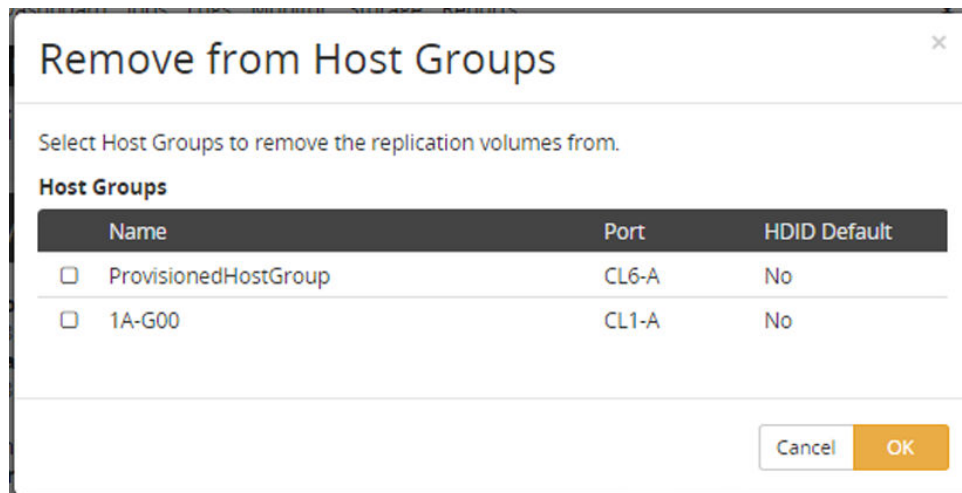 Remove from Host Groups
×
Select Host Groups to remove the replication volumes from.
Host Groups
Name Port HDID Default
ProvisionedHostGroup CL6-A No
1A-G00 CL1-A No
Cancel OK